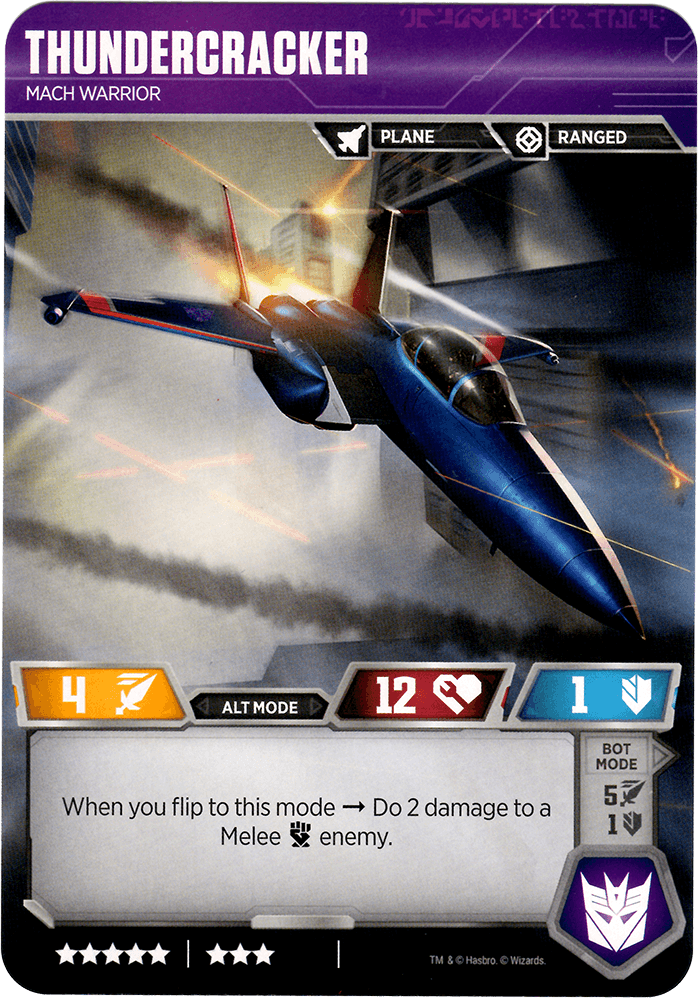 THUNDERCRACKER
MACH WARRIOR
PLANE
RANGED
4
ALT MODE
12
1
When you flip to this mode → Do 2 damage to a
Melee enemy.
BOT
MODE
5
1
TM & © Hasbro. © Wizards.